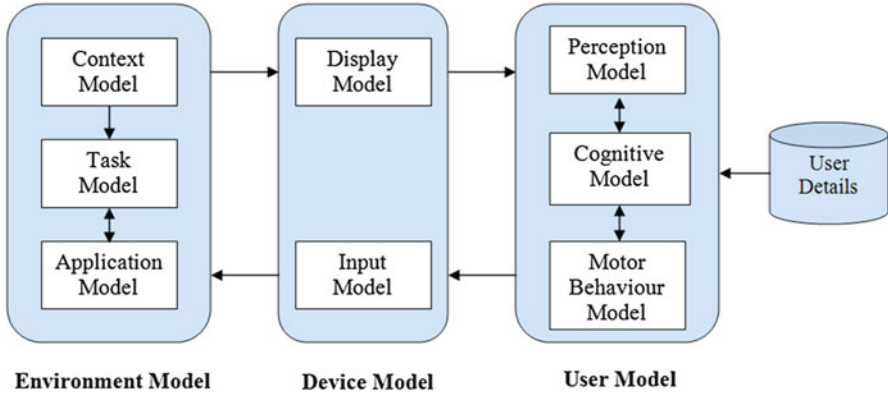 Context
Model
Task
Model
Application
Model
Environment Model
Display
Model
Input
Model
Device Model
Perception
Model
Cognitive
Model
Motor
Behaviour
Model
User Model
User
Details